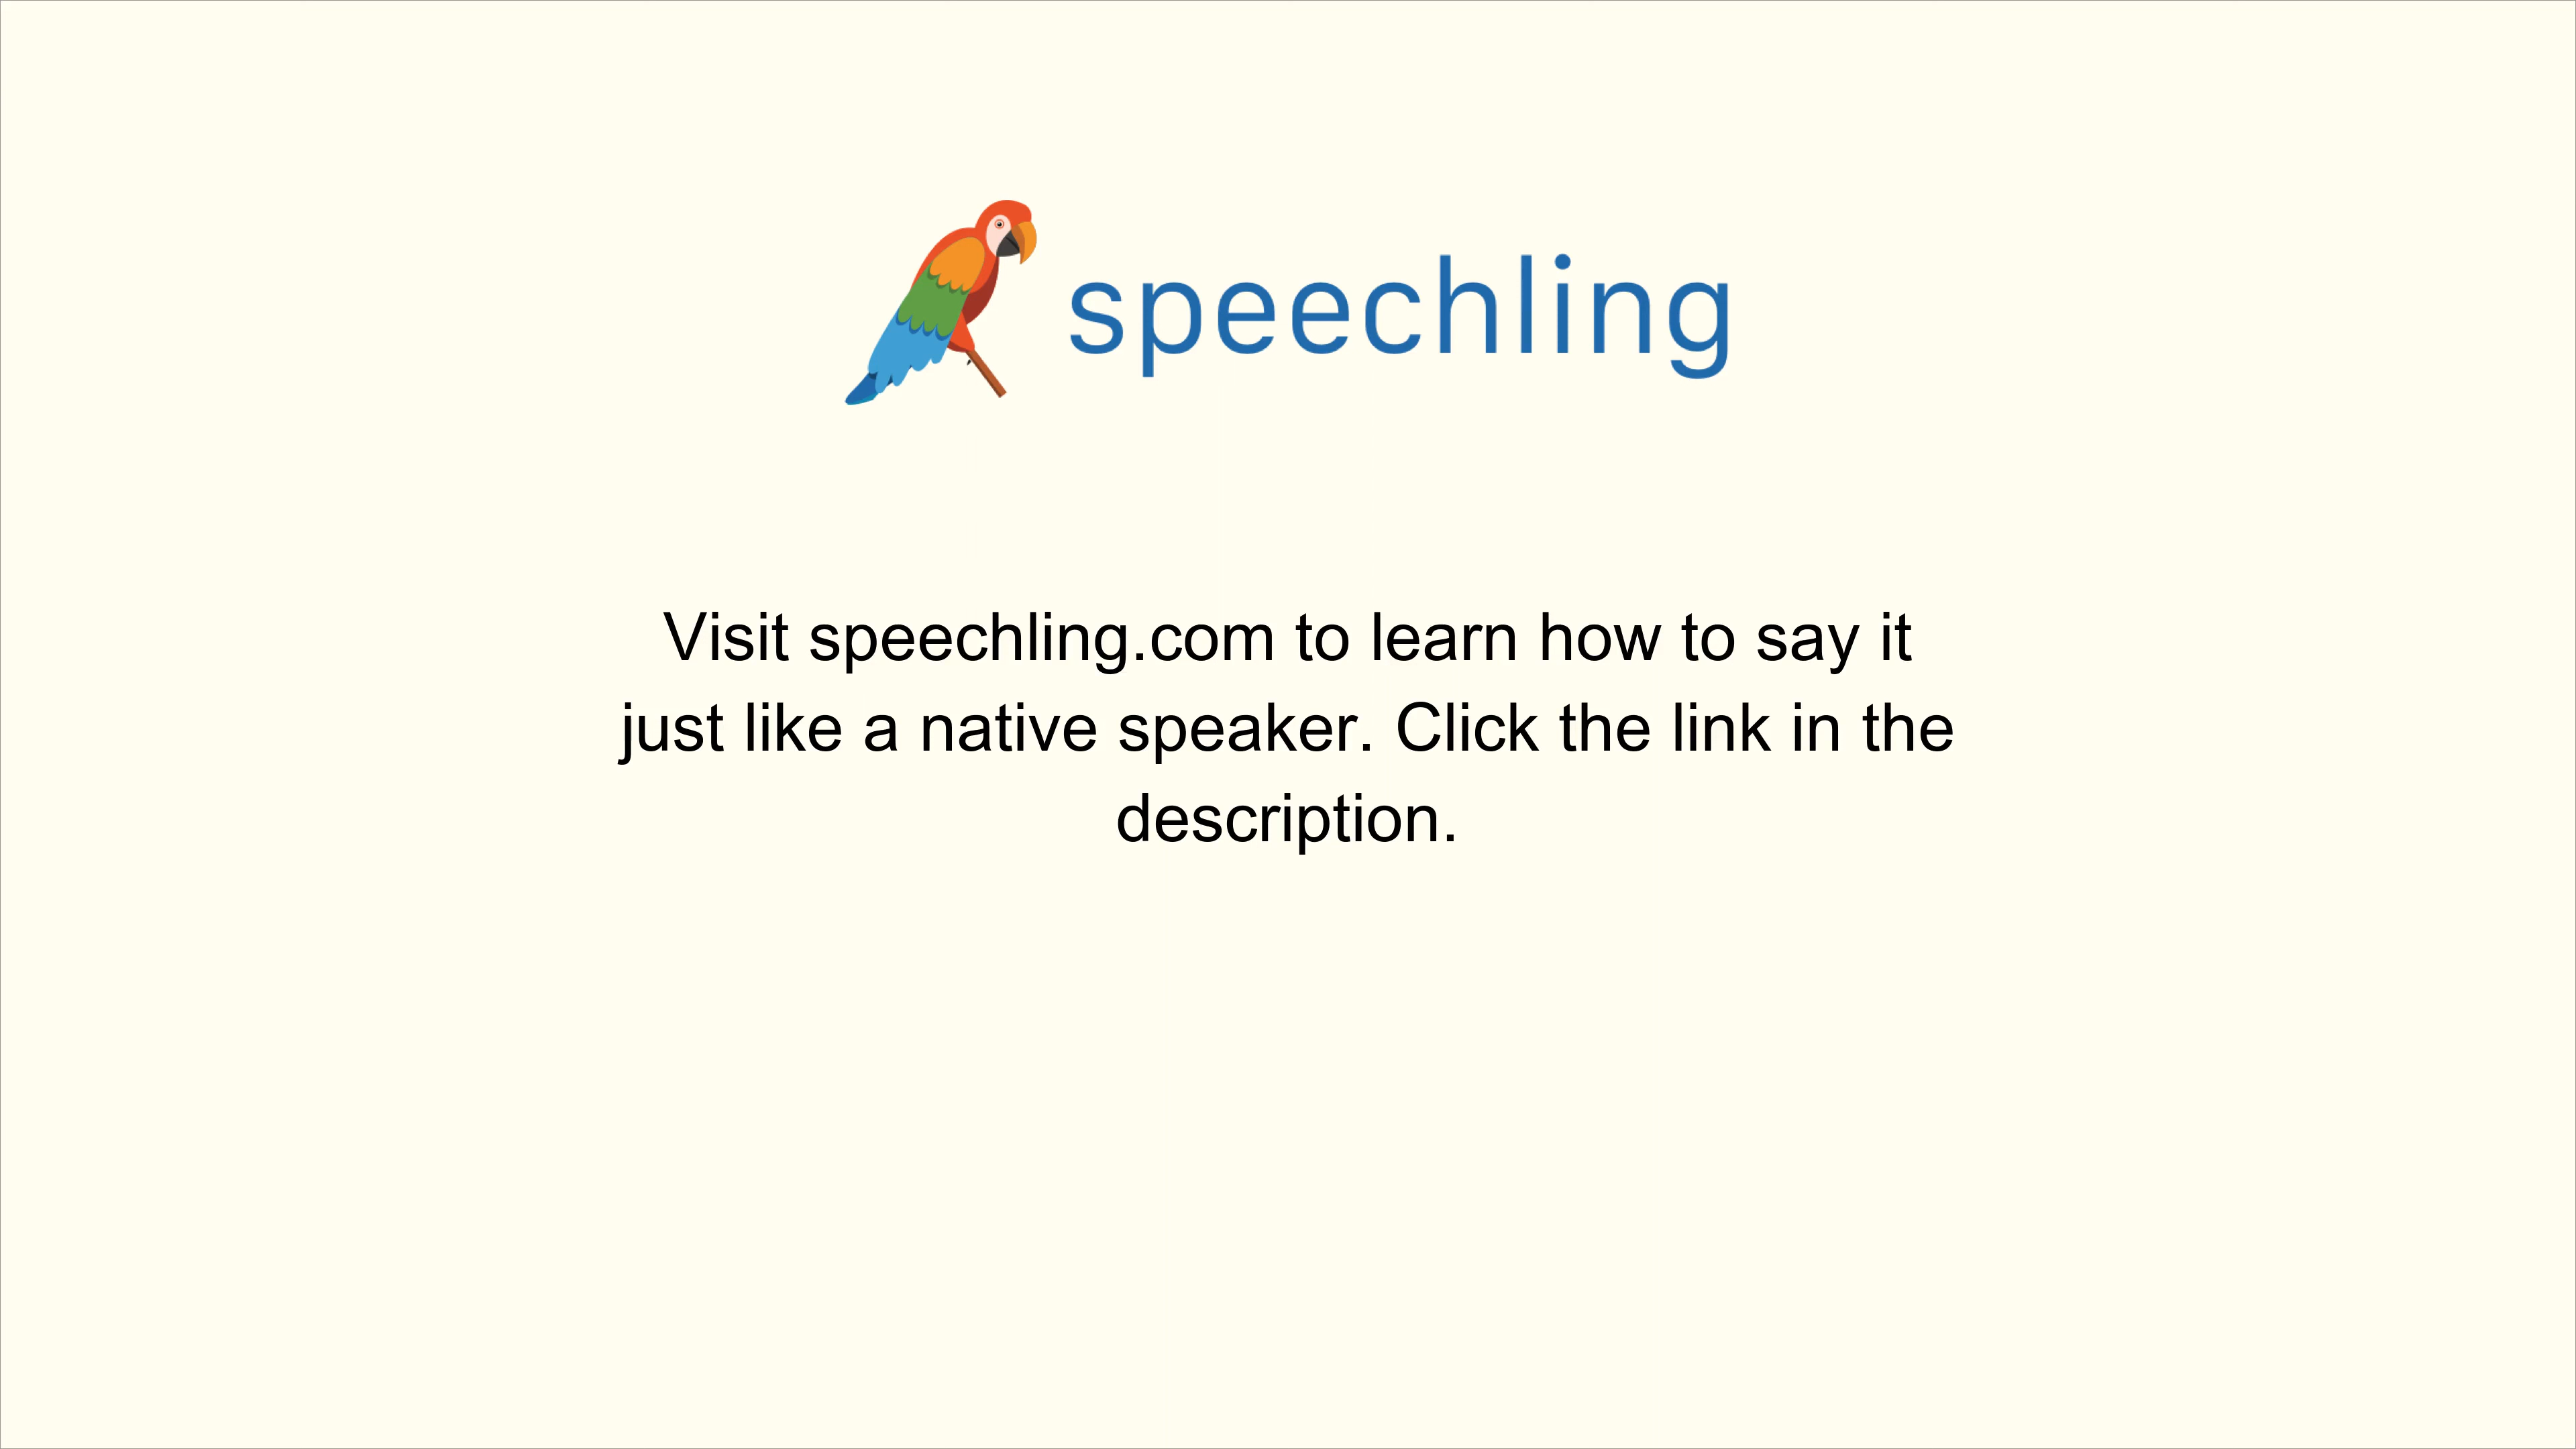 speechling
Visit speechling.com to learn how to say it
just like a native speaker. Click the link in the
description.